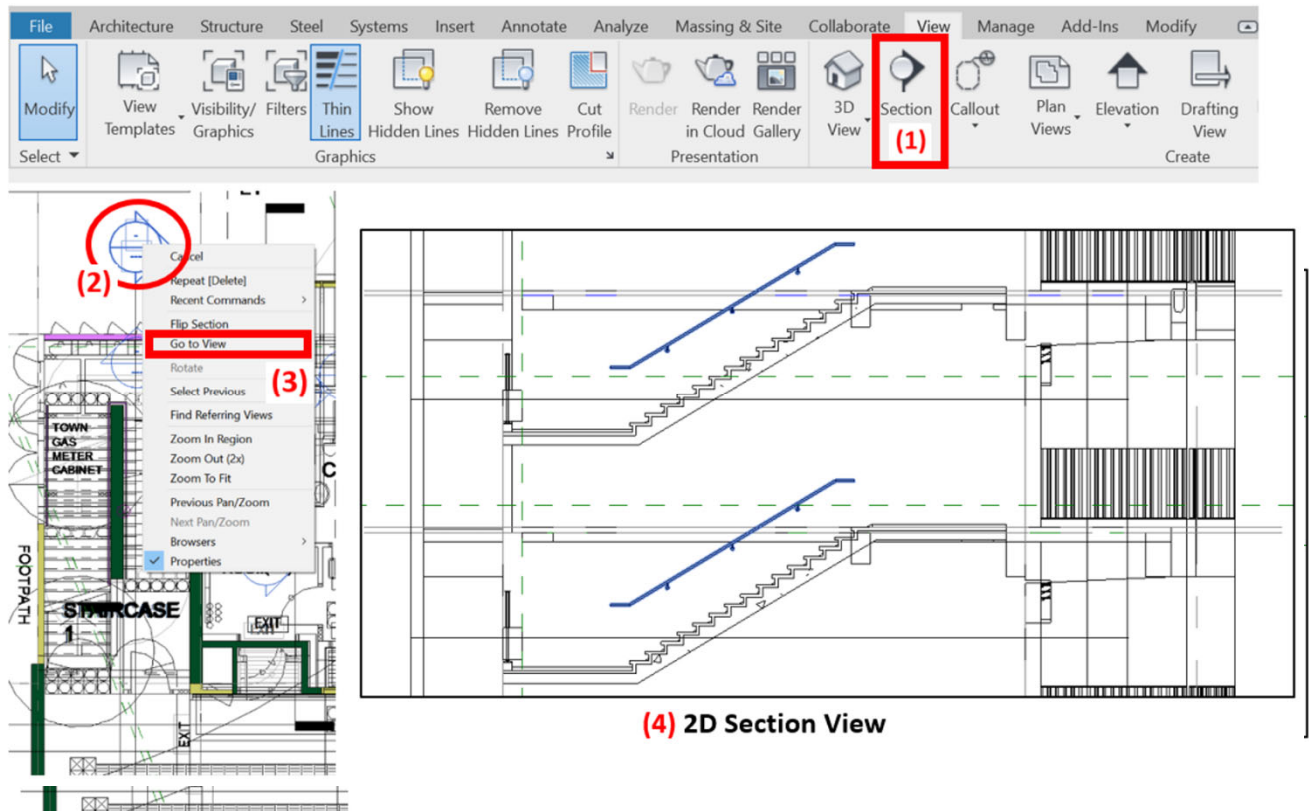 File Architecture Structure Steel Systems Insert Annotate Analyze Massing & Site Collaborate View Manage Add-Ins Modify
Modify
View Templates
Visibility/ Graphics
Filters
Thin Lines
Show Hidden Lines
Remove Hidden Lines
Cut Profile
Render
Render in Cloud
Render Gallery
3D View
Section
Callout
Plan Views
Elevation
Drafting View
(1)
Select Graphics Presentation Create
(2)
Cancel
Repeat [Delete]
Recent Commands
Flip Section
Go to View
Rotate
(3)
Select Previous
Find Referring Views
Zoom In Region
Zoom Out (2x)
Zoom To Fit
Previous Pan/Zoom
Next Pan/Zoom
Browsers
Properties
TOWN
GAS
METER
CABINET
C
FOOTPATH
STAIRCASE
1
EXIT
EXIT
(4) 2D Section View